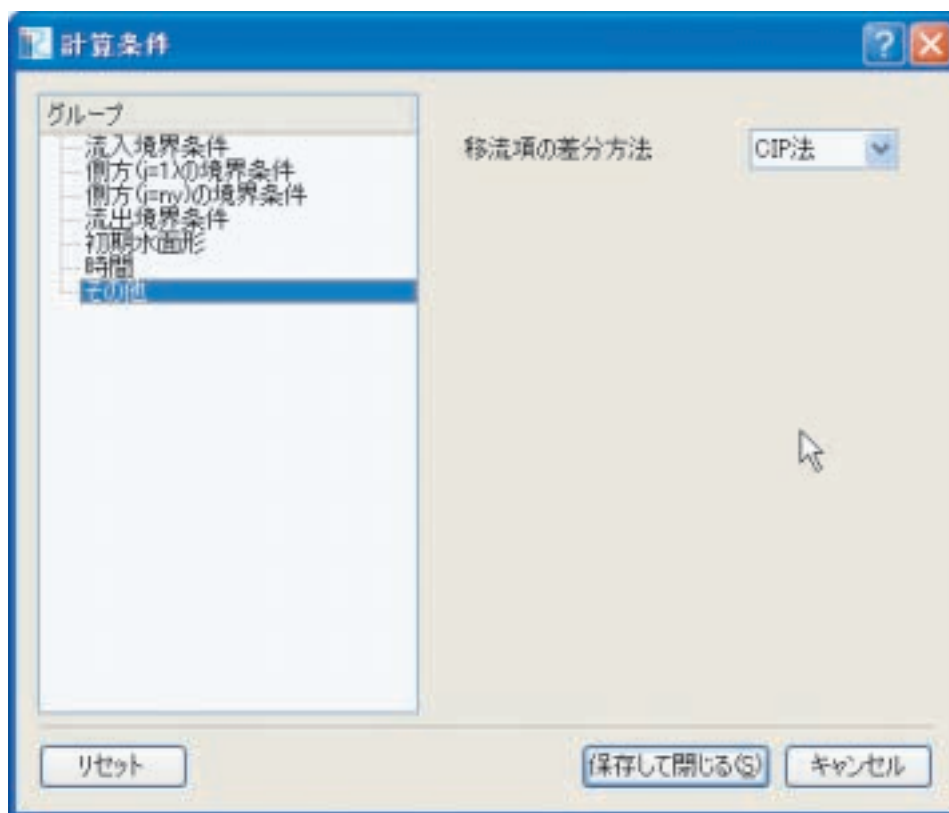 計算条件
グループ
流入境界条件
側方(j=1)の境界条件
側方(j=ny)の境界条件
流出境界条件
初期水面形
時間
その他
移流項の差分方法
CIP法
リセット
保存して閉じる(S)
キャンセル